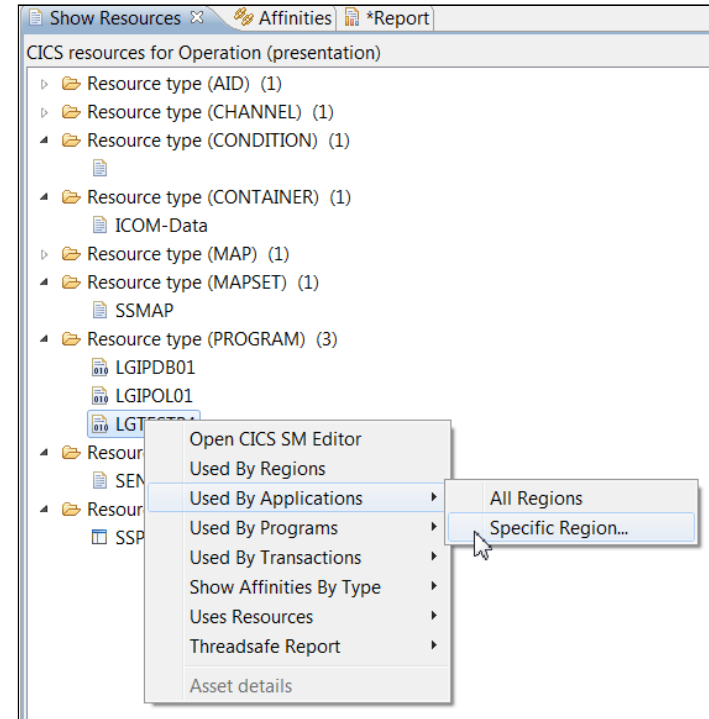 Show Resources Affinities *Report
CICS resources for Operation (presentation)
Resource type (AID) (1)
Resource type (CHANNEL) (1)
Resource type (CONDITION) (1)
Resource type (CONTAINER) (1)
ICOM-Data
Resource type (MAP) (1)
Resource type (MAPSET) (1)
SSMAP
Resource type (PROGRAM) (3)
LGIPDB01
LGIPOL01
Open CICS SM Editor
Used By Regions
Used By Applications
All Regions
Specific Region...
Used By Programs
Used By Transactions
Show Affinities By Type
Uses Resources
Threadsafe Report
Asset details